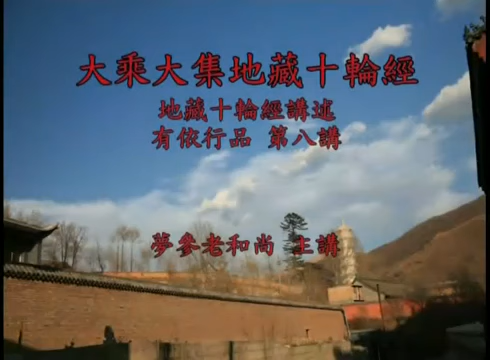 大乘大集地藏十輪經
地藏十輪經講述
有依行品 第八講
夢參老和尚 主講